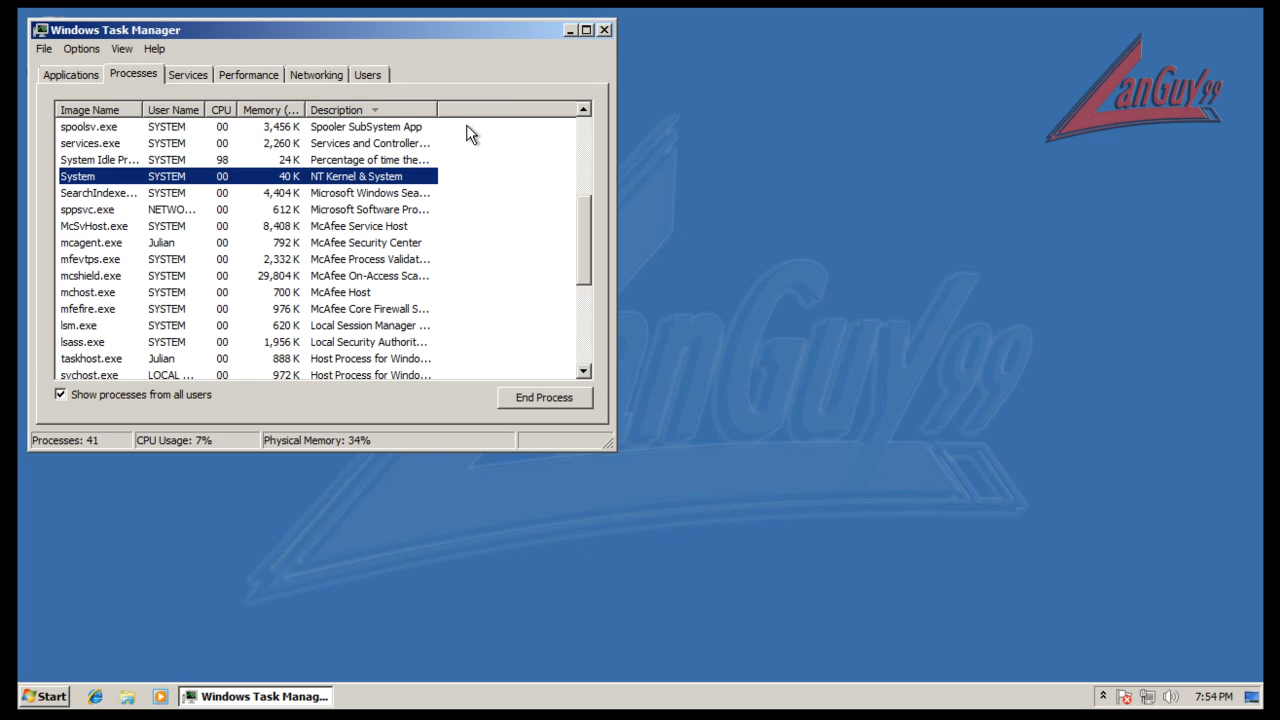 Windows Task Manager
File Options View Help
Applications Processes Services Performance Networking Users
Image Name User Name CPU Memory (... Description
spoolsv.exe SYSTEM 00 3,456 K Spooler SubSystem App
services.exe SYSTEM 00 2,260 K Services and Controller...
System Idle Pr... SYSTEM 98 24 K Percentage of time the...
System SYSTEM 00 40 K NT Kernel & System
SearchIndexe... SYSTEM 00 4,404 K Microsoft Windows Sea...
sppsvc.exe NETWO... 00 612 K Microsoft Software Pro...
McSvHost.exe SYSTEM 00 8,408 K McAfee Service Host
mcagent.exe Julian 00 792 K McAfee Security Center
mfevtps.exe SYSTEM 00 2,332 K McAfee Process Validat...
mcshield.exe SYSTEM 00 29,804 K McAfee On-Access Sca...
mchost.exe SYSTEM 00 700 K McAfee Host
mfefire.exe SYSTEM 00 976 K McAfee Core Firewall S...
lsm.exe SYSTEM 00 620 K Local Session Manager ...
lsass.exe SYSTEM 00 1,956 K Local Security Authorit...
taskhost.exe Julian 00 888 K Host Process for Windo...
svchost.exe LOCAL ... 00 972 K Host Process for Windo...
Show processes from all users
End Process
Processes: 41 CPU Usage: 7% Physical Memory: 34%
LanGuy99
LanGuy99
Start Windows Task Manag... 7:54 PM